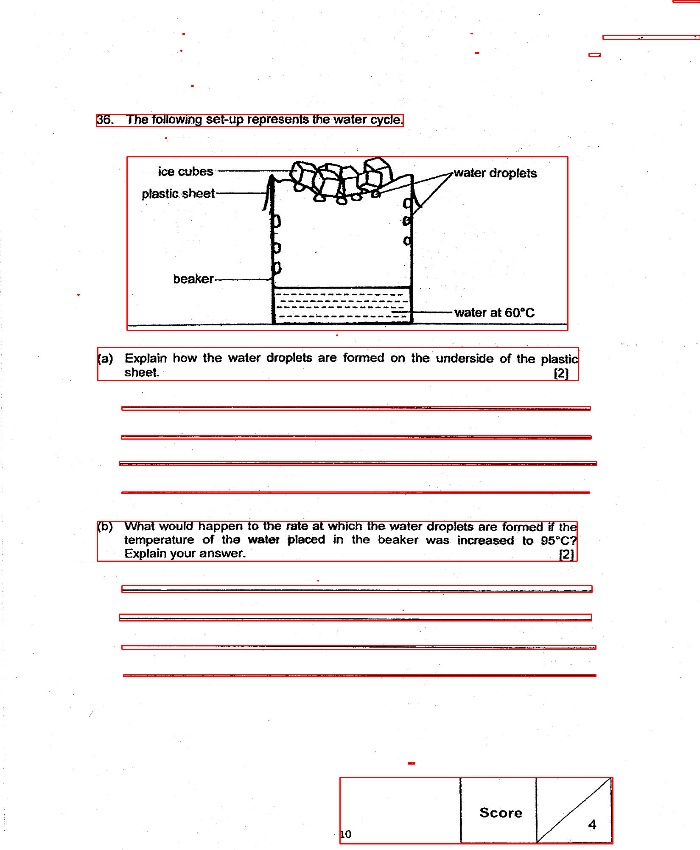 36. The following set-up represents the water cycle.
ice cubes
water droplets
plastic sheet
beaker
water at 60°C
(a) Explain how the water droplets are formed on the underside of the plastic
sheet. [2]
(b) What would happen to the rate at which the water droplets are formed if the
temperature of the water placed in the beaker was increased to 95°C?
Explain your answer. [2]
Score
4
10